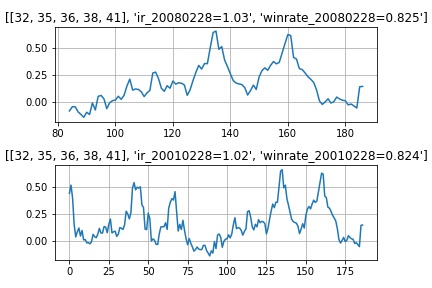 [[32, 35, 36, 38, 41], 'ir_20080228=1.03', 'winrate_20080228=0.825']
0.50
0.25
0.00
80 100 120 140 160 180
[[32, 35, 36, 38, 41], 'ir_20010228=1.02', 'winrate_20010228=0.824']
0.50
0.25
0.00
0 25 50 75 100 125 150 175